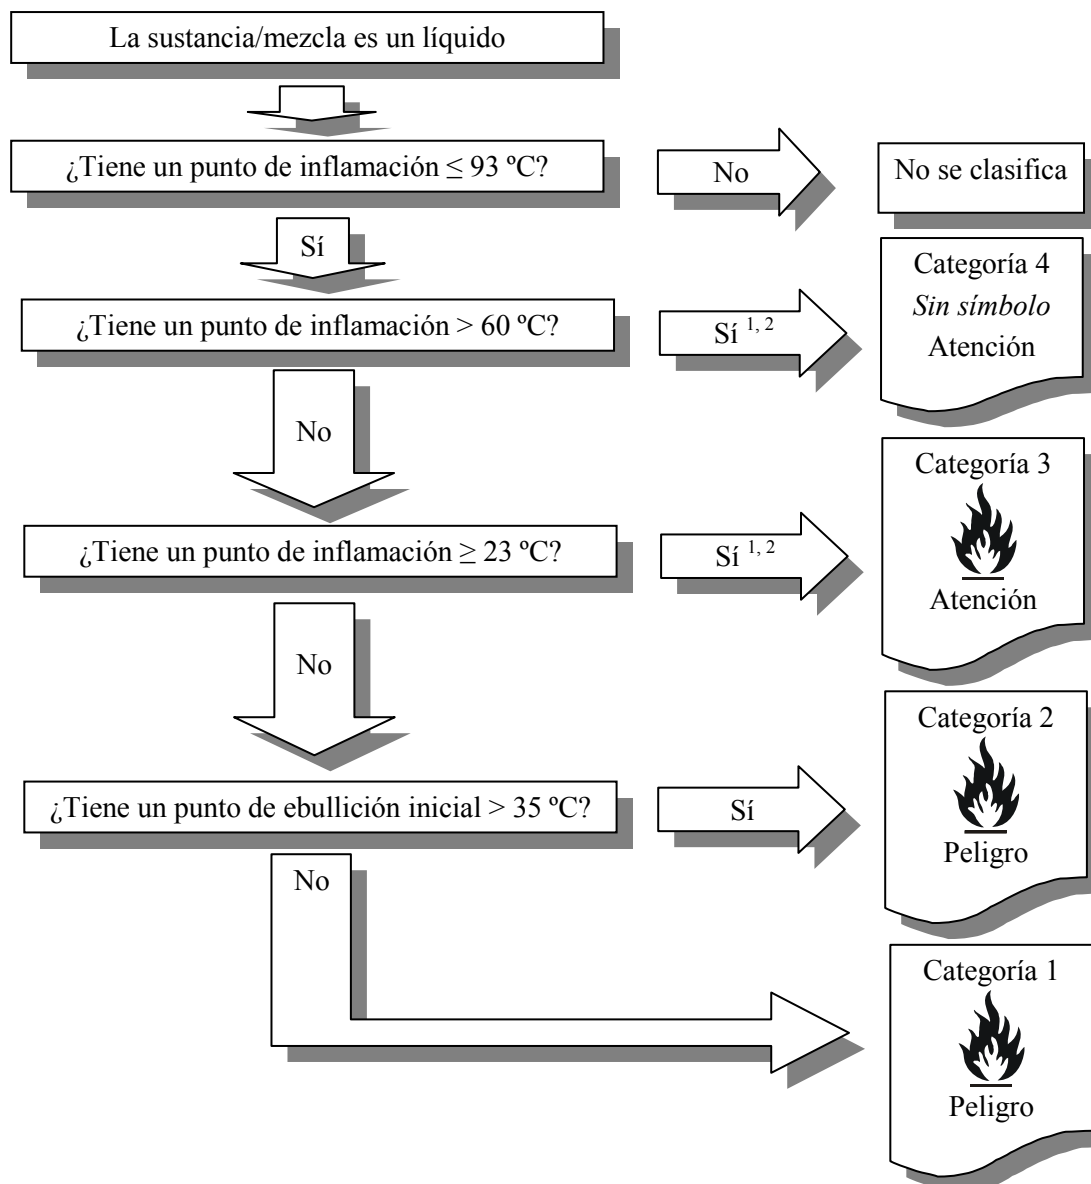 La sustancia/mezcla es un líquido
¿Tiene un punto de inflamación ≤ 93 ºC?
No
No se clasifica
Sí
¿Tiene un punto de inflamación > 60 ºC?
Sí 1, 2
Categoría 4
Sin símbolo
Atención
No
¿Tiene un punto de inflamación ≥ 23 ºC?
Sí 1, 2
Categoría 3
Atención
No
¿Tiene un punto de ebullición inicial > 35 ºC?
Sí
Categoría 2
Peligro
No
Categoría 1
Peligro